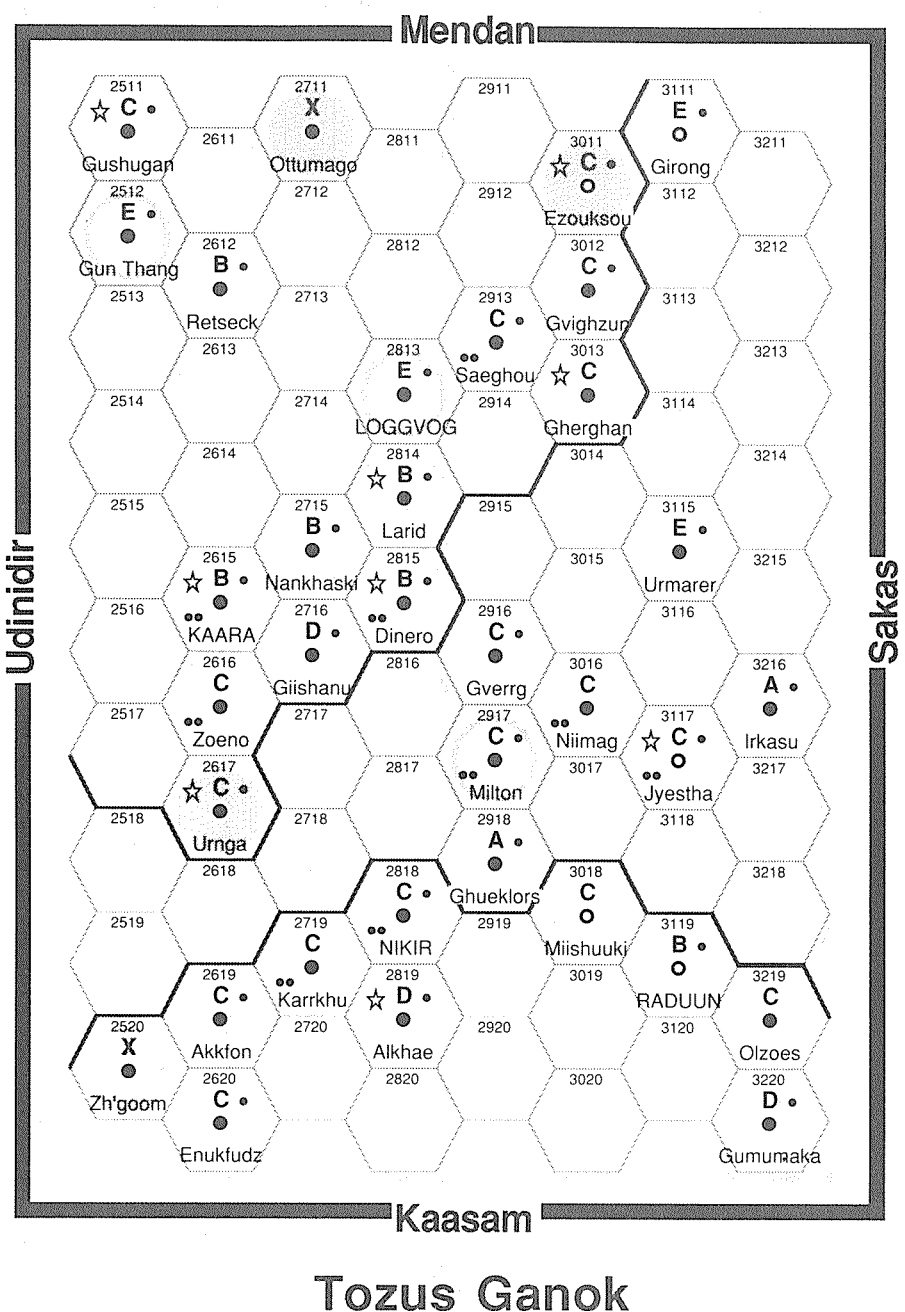 Mendan
2511
C
Gushugan
2611
2711
X
Ottumago
2811
2911
3011
C
Ezouksou
3111
E
Girong
3211
2512
E
Gun Thang
2612
B
Retseck
2712
2812
2912
3012
C
Gvighzun
3112
3212
2513
2613
2713
2813
E
LOGGVOG
2913
C
Saeghou
3013
C
Gherghan
3113
3213
2514
2614
2714
2814
B
Larid
2914
3014
3114
3214
2515
2615
B
KAARA
2715
B
Nankhaski
2815
B
Dinero
2915
3015
3115
E
Urmarer
3215
Udinidir
Sakas
2516
2616
C
Zoeno
2716
D
Giishanu
2816
2916
C
Gverrg
3016
C
Niimag
3116
3216
A
Irkasu
2517
2617
C
Urnga
2717
2817
2917
C
Milton
3017
3117
C
Jyestha
3217
2518
2618
2718
2818
C
NIKIR
2918
A
Ghueklors
3018
C
Miishuuki
3118
3218
2519
2619
C
Akkfon
2719
C
Karrkhu
2819
D
Alkhae
2919
3019
3119
B
RADUUN
3219
C
Olzoes
2520
X
Zh'goom
2620
C
Enukfudz
2720
2820
2920
3020
3120
3220
D
Gumumaka
Kaasam
Tozus Ganok